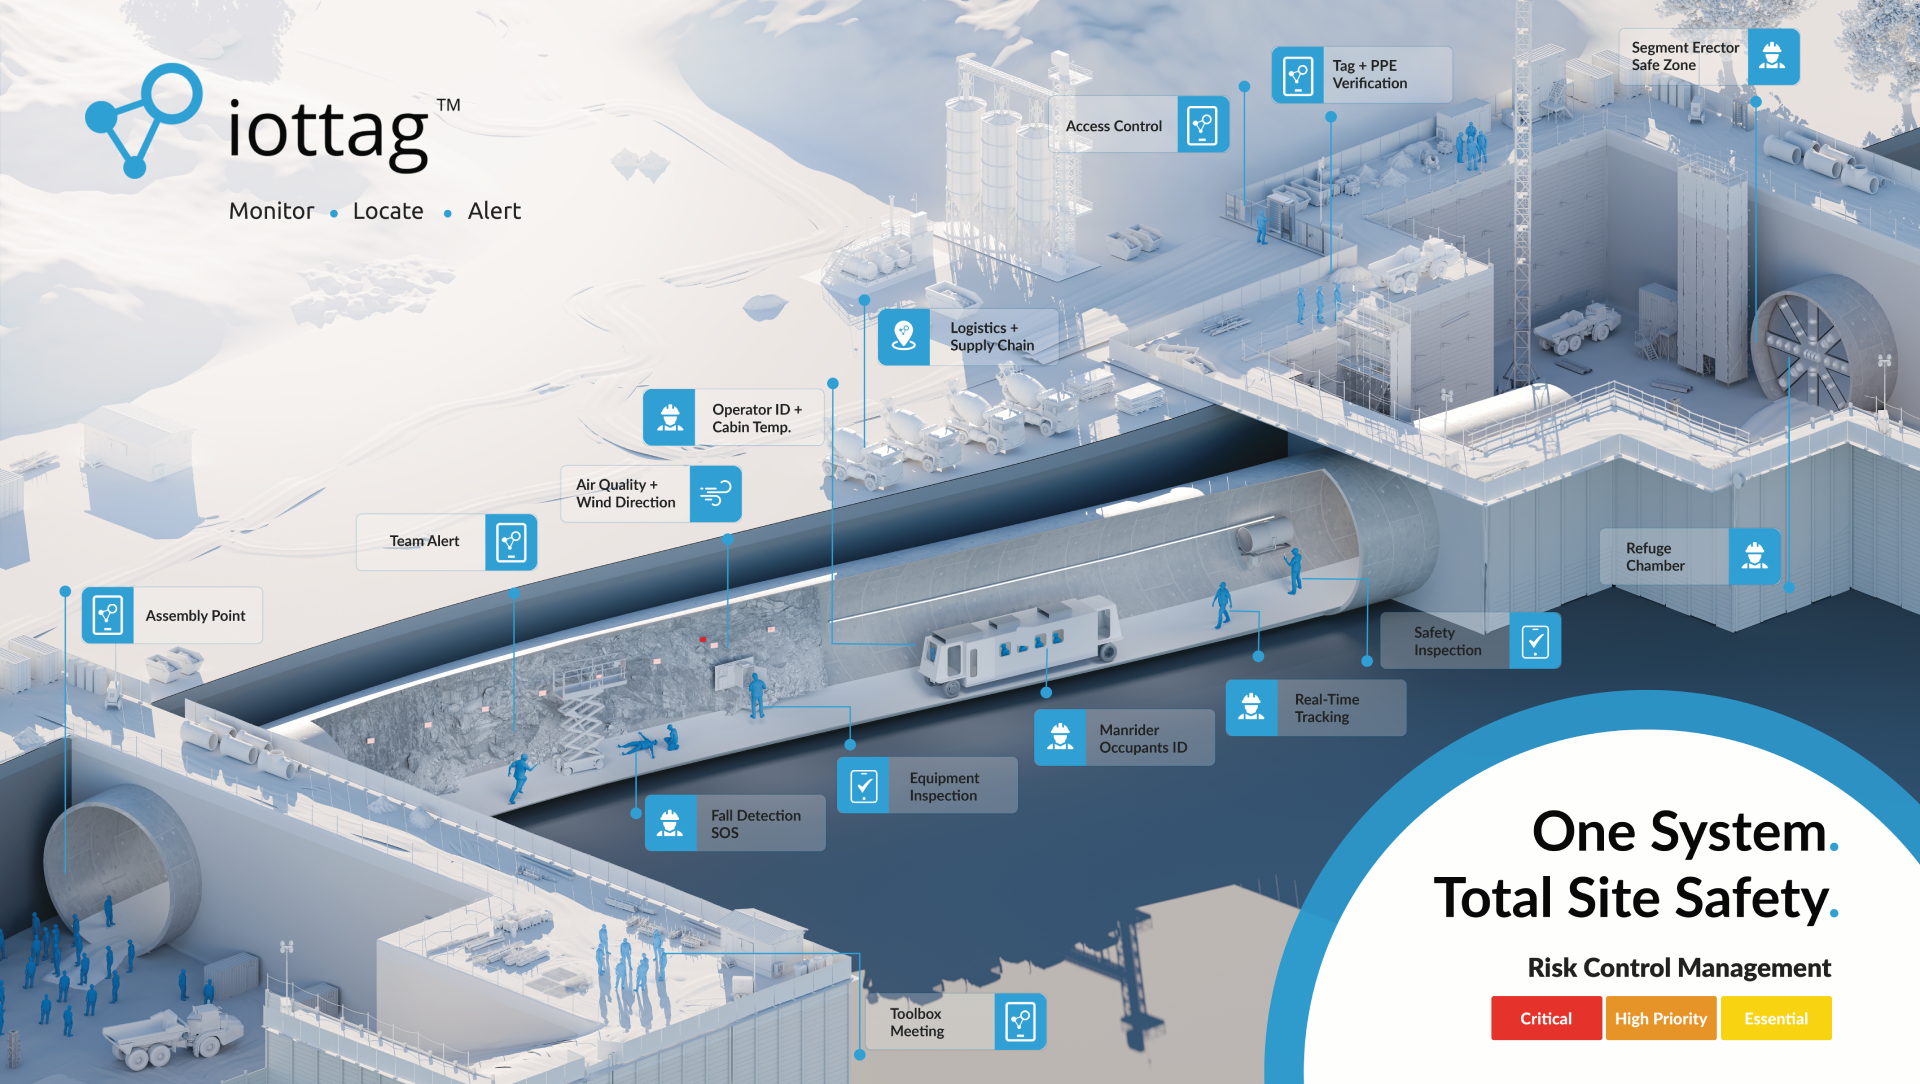 iottag™
Monitor • Locate • Alert
Segment Erector
Safe Zone
Tag + PPE
Verification
Access Control
Logistics +
Supply Chain
Operator ID +
Cabin Temp.
Air Quality +
Wind Direction
Team Alert
Assembly Point
Refuge
Chamber
Safety
Inspection
Real-Time
Tracking
Manrider
Occupants ID
Equipment
Inspection
Fall Detection
SOS
Toolbox
Meeting
One System.
Total Site Safety.
Risk Control Management
Critical
High Priority
Essential